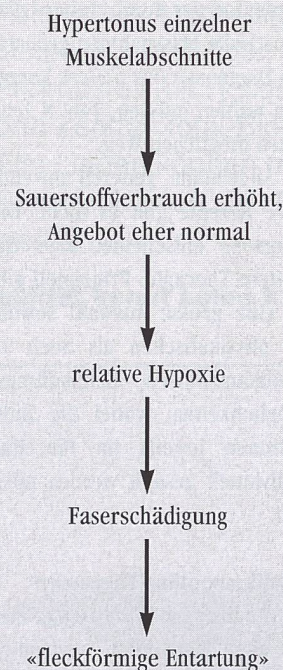 Hypertonus einzelner
Muskelabschnitte
Sauerstoffverbrauch erhöht,
Angebot eher normal
relative Hypoxie
Faserschädigung
«fleckförmige Entartung»